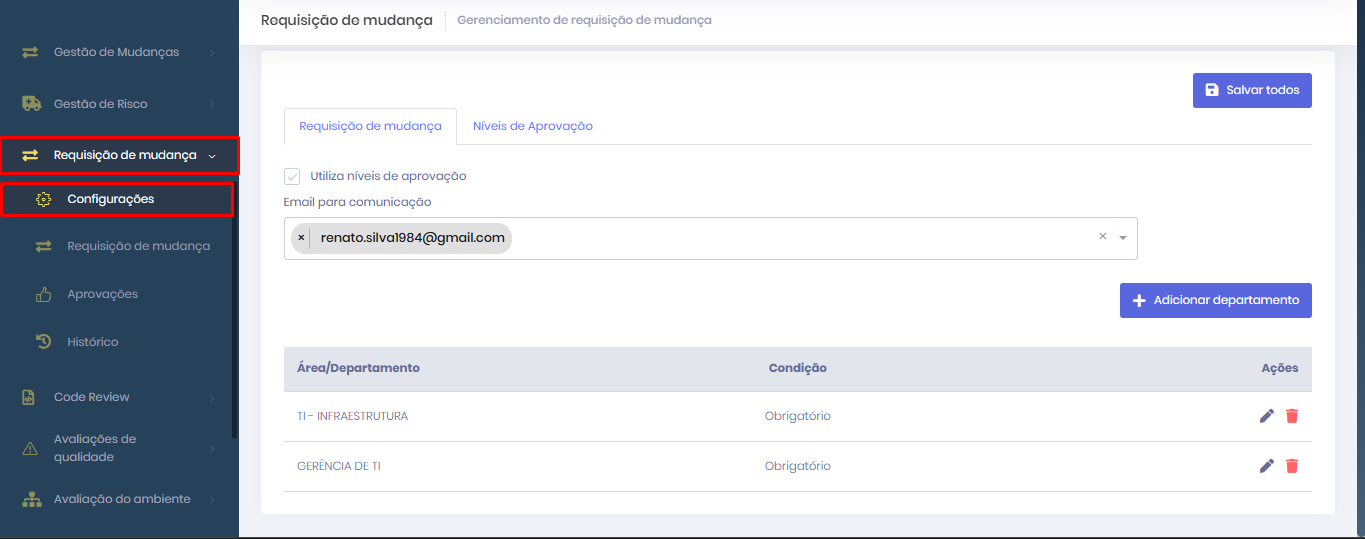 Requisição de mudança
Gerenciamento de requisição de mudança
Gestão de Mudanças
Gestão de Risco
Requisição de mudança
Configurações
Requisição de mudança
Aprovações
Histórico
Code Review
Avaliações de
qualidade
Avaliação do ambiente
Salvar todos
Requisição de mudança
Níveis de Aprovação
Utiliza níveis de aprovação
Email para comunicação
× renato.silva1984@gmail.com ×
Adicionar departamento
Área/Departamento Condição Ações
TI - INFRAESTRUTURA Obrigatório
GERÊNCIA DE TI Obrigatório